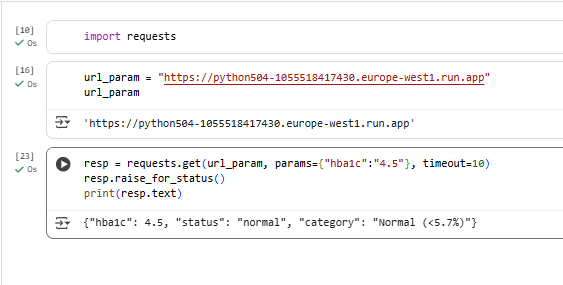 [10]
0s
import requests
[16]
0s
url_param = "https://python504-1055518417430.europe-west1.run.app"
url_param
'https://python504-1055518417430.europe-west1.run.app'
[23]
0s
resp = requests.get(url_param, params={"hba1c":"4.5"}, timeout=10)
resp.raise_for_status()
print(resp.text)
{"hba1c": 4.5, "status": "normal", "category": "Normal (<5.7%)"}